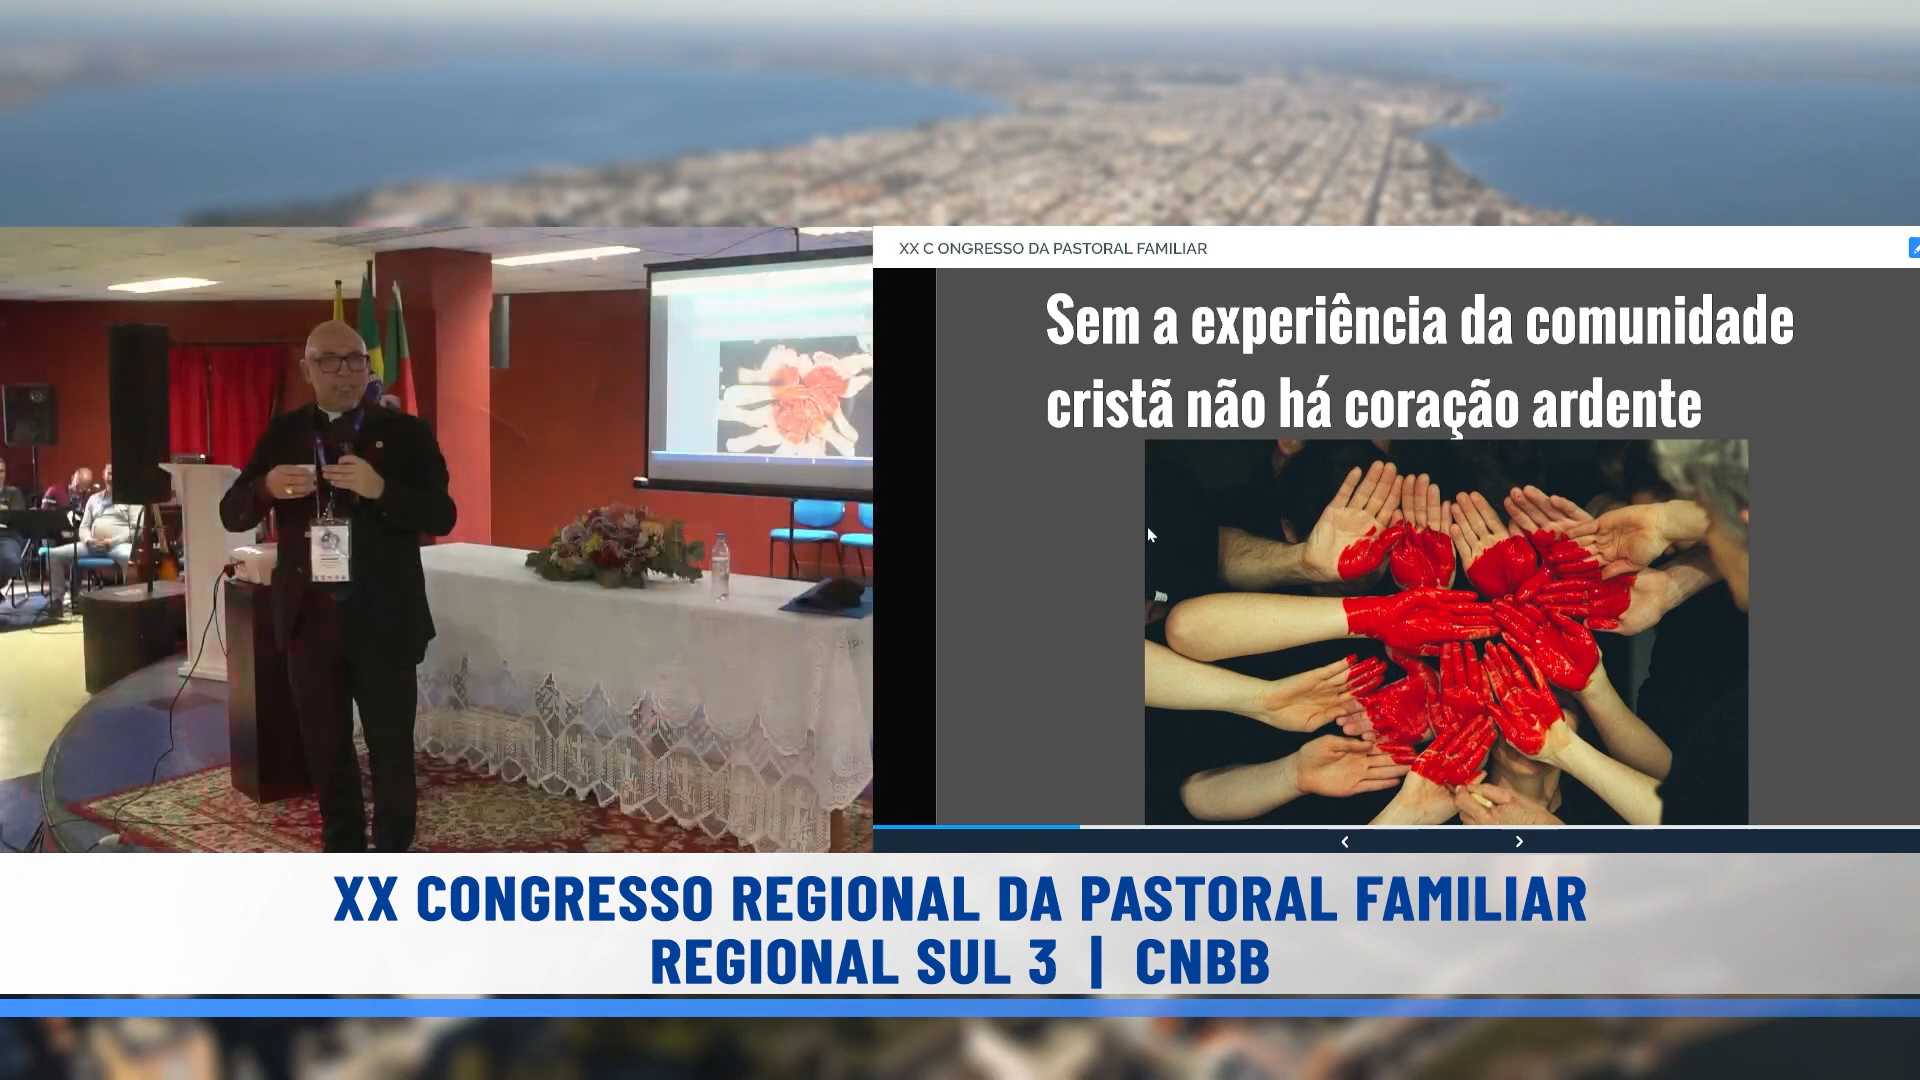 XX C ONGRESSO DA PASTORAL FAMILIAR
Sem a experiência da comunidade
cristã não há coração ardente
XX CONGRESSO REGIONAL DA PASTORAL FAMILIAR
REGIONAL SUL 3 | CNBB